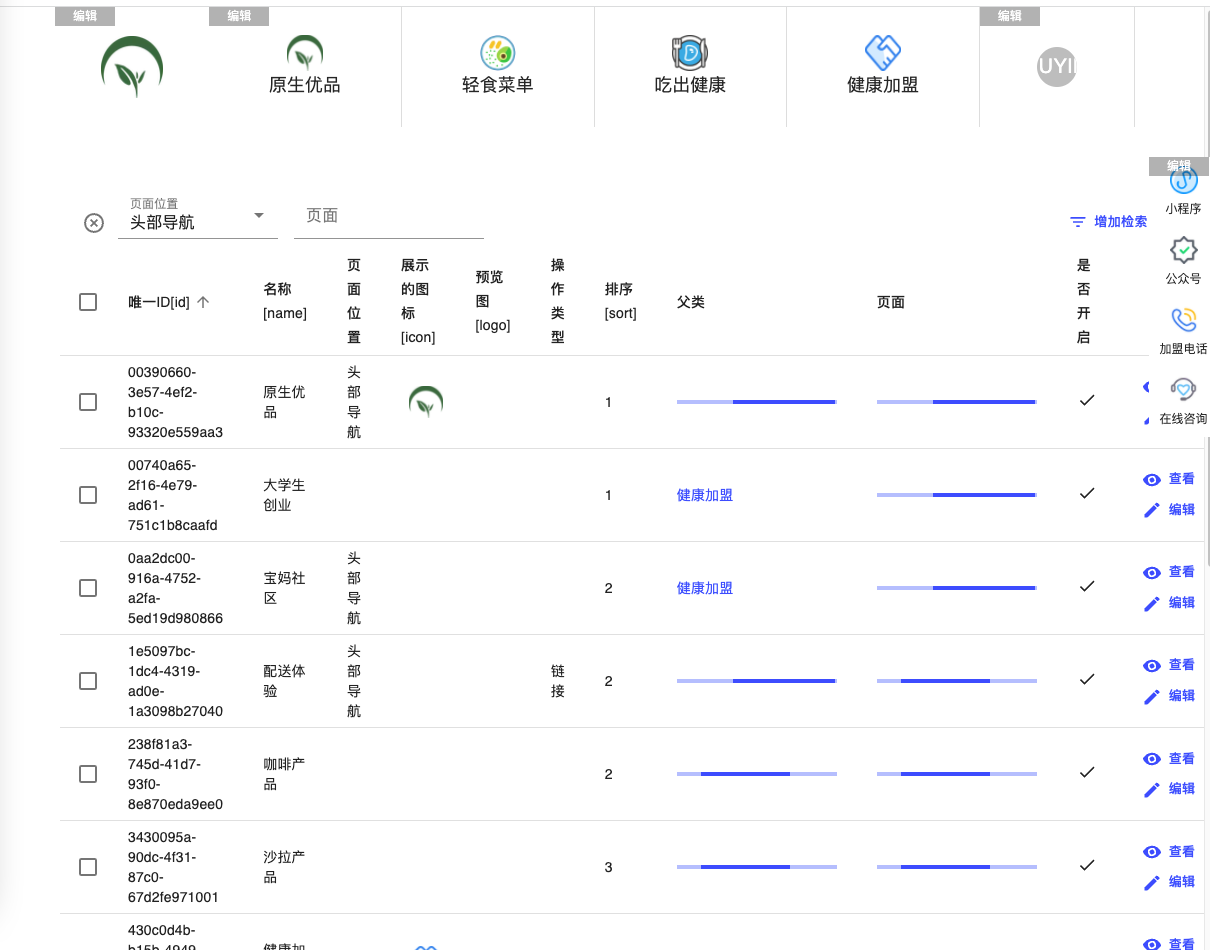 编辑
编辑
编辑
原生优品
轻食菜单
吃出健康
健康加盟
UYI
编辑
小程序
公众号
加盟电话
在线咨询
页面位置
头部导航
页面
增加检索
唯一ID[id]
名称
[name]
页
面
位
置
展示
的图
标
[icon]
预览
图
[logo]
操
作
类
型
排序
[sort]
父类
页面
是
否
开
启
00390660-
3e57-4ef2-
b10c-
93320e559aa3
原生优
品
头
部
导
航
1
00740a65-
2f16-4e79-
ad61-
751c1b8caafd
大学生
创业
1
健康加盟
查看
编辑
0aa2dc00-
916a-4752-
a2fa-
5ed19d980866
宝妈社
区
头
部
导
航
2
健康加盟
查看
编辑
1e5097bc-
1dc4-4319-
ad0e-
1a3098b27040
配送体
验
头
部
导
航
链
接
2
查看
编辑
238f81a3-
745d-41d7-
93f0-
8e870eda9ee0
咖啡产
品
2
查看
编辑
3430095a-
90dc-4f31-
87c0-
67d2fe971001
沙拉产
品
3
查看
编辑
430c0d4b-
b15b-4949-
健康加
查看